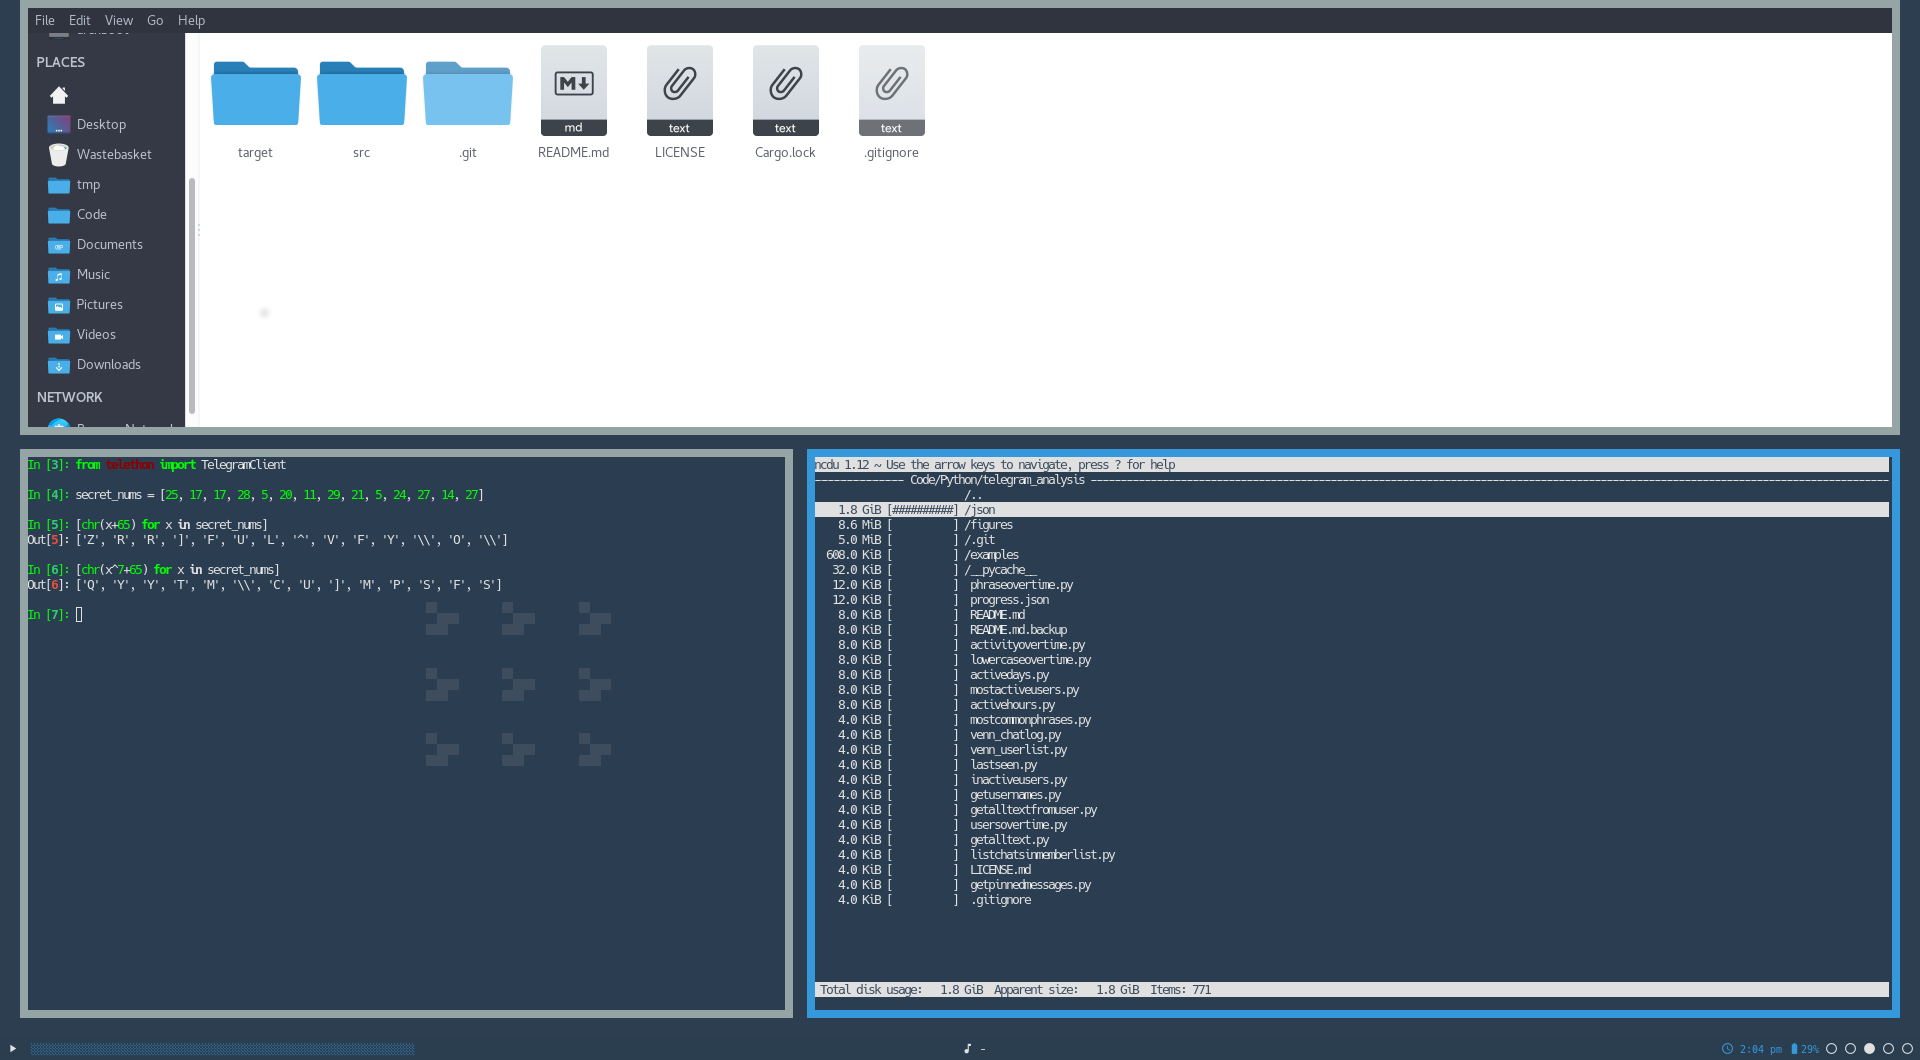 File Edit View Go Help
PLACES
Desktop
Wastebasket
tmp
Code
Documents
Music
Pictures
Videos
Downloads
NETWORK
md
text
text
text
target
src
.git
README.md
LICENSE
Cargo.lock
.gitignore
In [3]: from telethon import TelegramClient
In [4]: secret_nums = [25, 17, 17, 28, 5, 20, 11, 29, 21, 5, 24, 27, 14, 27]
In [5]: [chr(x+65) for x in secret_nums]
Out[5]: ['Z', 'R', 'R', ']', 'F', 'U', 'L', '^', 'V', 'F', 'Y', '\\', 'O', '\\']
In [6]: [chr(x^7+65) for x in secret_nums]
Out[6]: ['Q', 'Y', 'Y', 'T', 'M', '\\', 'C', 'U', ']', 'M', 'P', 'S', 'F', 'S']
In [7]:
ncdu 1.12 ~ Use the arrow keys to navigate, press ? for help
--------------- Code/Python/telegram_analysis ---------------
/..
1.8 GiB [##########] /json
8.6 MiB [          ] /figures
5.0 MiB [          ] /.git
608.0 KiB [          ] /examples
32.0 KiB [          ] /__pycache__
12.0 KiB [          ] phraseovertime.py
12.0 KiB [          ] progress.json
8.0 KiB [          ] README.md
8.0 KiB [          ] README.md.backup
8.0 KiB [          ] activityovertime.py
8.0 KiB [          ] lowercaseovertime.py
8.0 KiB [          ] activedays.py
8.0 KiB [          ] mostactiveusers.py
8.0 KiB [          ] activehours.py
4.0 KiB [          ] mostcommonphrases.py
4.0 KiB [          ] venn_chatlog.py
4.0 KiB [          ] venn_userlist.py
4.0 KiB [          ] lastseen.py
4.0 KiB [          ] inactiveusers.py
4.0 KiB [          ] getusernames.py
4.0 KiB [          ] getalltextfromuser.py
4.0 KiB [          ] usersovertime.py
4.0 KiB [          ] getalltext.py
4.0 KiB [          ] listchatsinmemberlist.py
4.0 KiB [          ] LICENSE.md
4.0 KiB [          ] getpinnedmessages.py
4.0 KiB [          ] .gitignore
Total disk usage: 1.8 GiB Apparent size: 1.8 GiB Items: 771
-
2:04 pm 29%